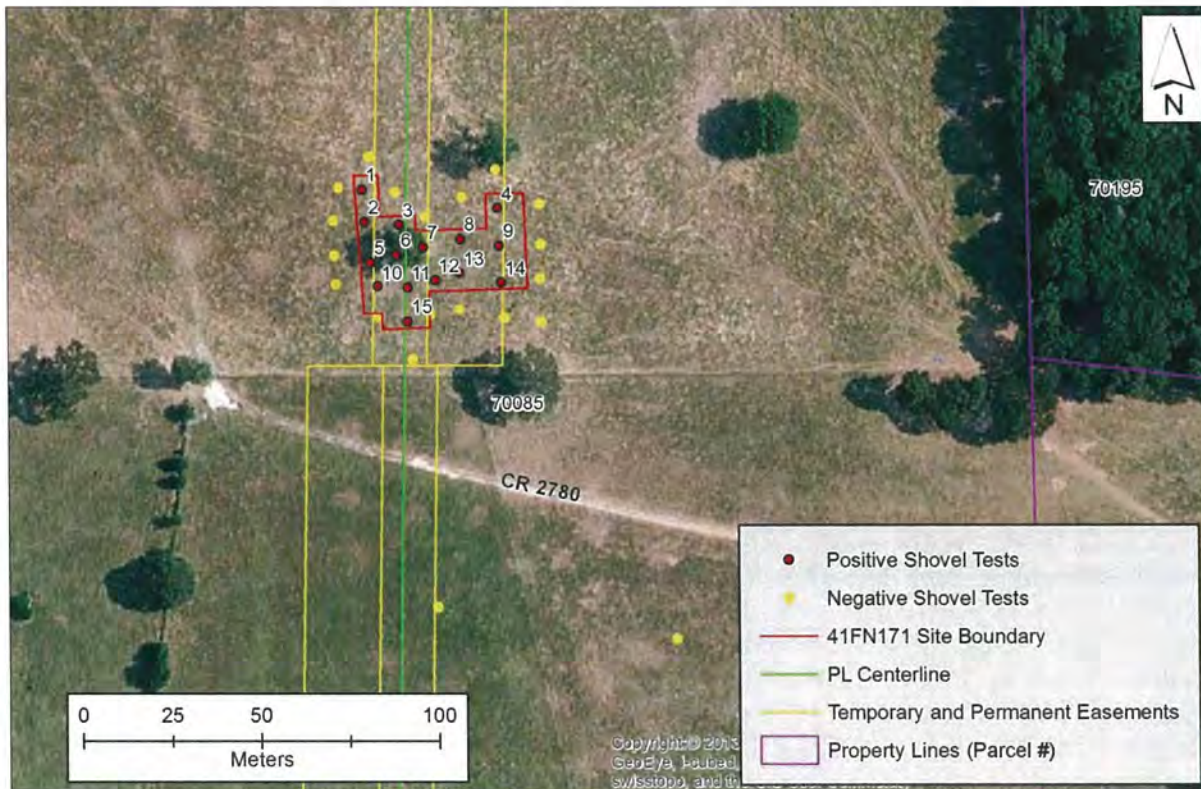 N
1
4
2
3
8
7
9
6
5
13
12
14
10
11
15
70195
70085
CR 2780
Positive Shovel Tests
Negative Shovel Tests
41FN171 Site Boundary
PL Centerline
Temporary and Permanent Easements
Property Lines (Parcel #)
0 25 50 100
Meters
Copyright:© 2013
GeoEye, i-cubed,
swisstopo, and the